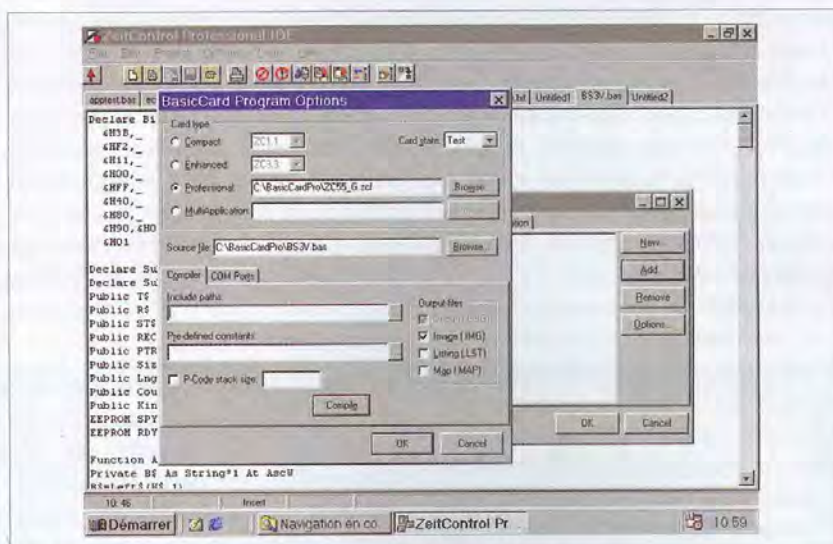 ZeitControl Professional IDE
apptest.bas
Untitled1
BS3V.bas
Untitled2
BasicCard Program Options
Card type
Compact:
ZC1.1
Card state:
Test
Enhanced:
ZC3.3
Professional:
C:\BasicCardPro\ZC55_G.zcf
Browse...
MultiApplication:
Source file:
C:\BasicCardPro\BS3V.bas
Browse...
Compiler
COM Ports
Include paths:
Pre-defined constants:
P-Code stack size:
Output files
Image (.IMG)
Listing (.LST)
Map (.MAP)
Compile
OK
Cancel
New...
Add
Remove
Options...
OK
Cancel
Declare Bi
&H3B,_
&HF2,_
&H11,_
&H00,_
&HFF,_
&H40,_
&H80,_
&H90,&H0
&H01
Declare Su
Declare Su
Public T$
Public R$
Public ST$
Public REC
Public PTR
Public Siz
Public Lng
Public Cou
Public Kin
EEPROM SPY
EEPROM RDY
Function A
Private B$ As String*1 At AscW
10: 46
Insert
Démarrer
Navigation en co...
ZeitControl Pr...
10:59